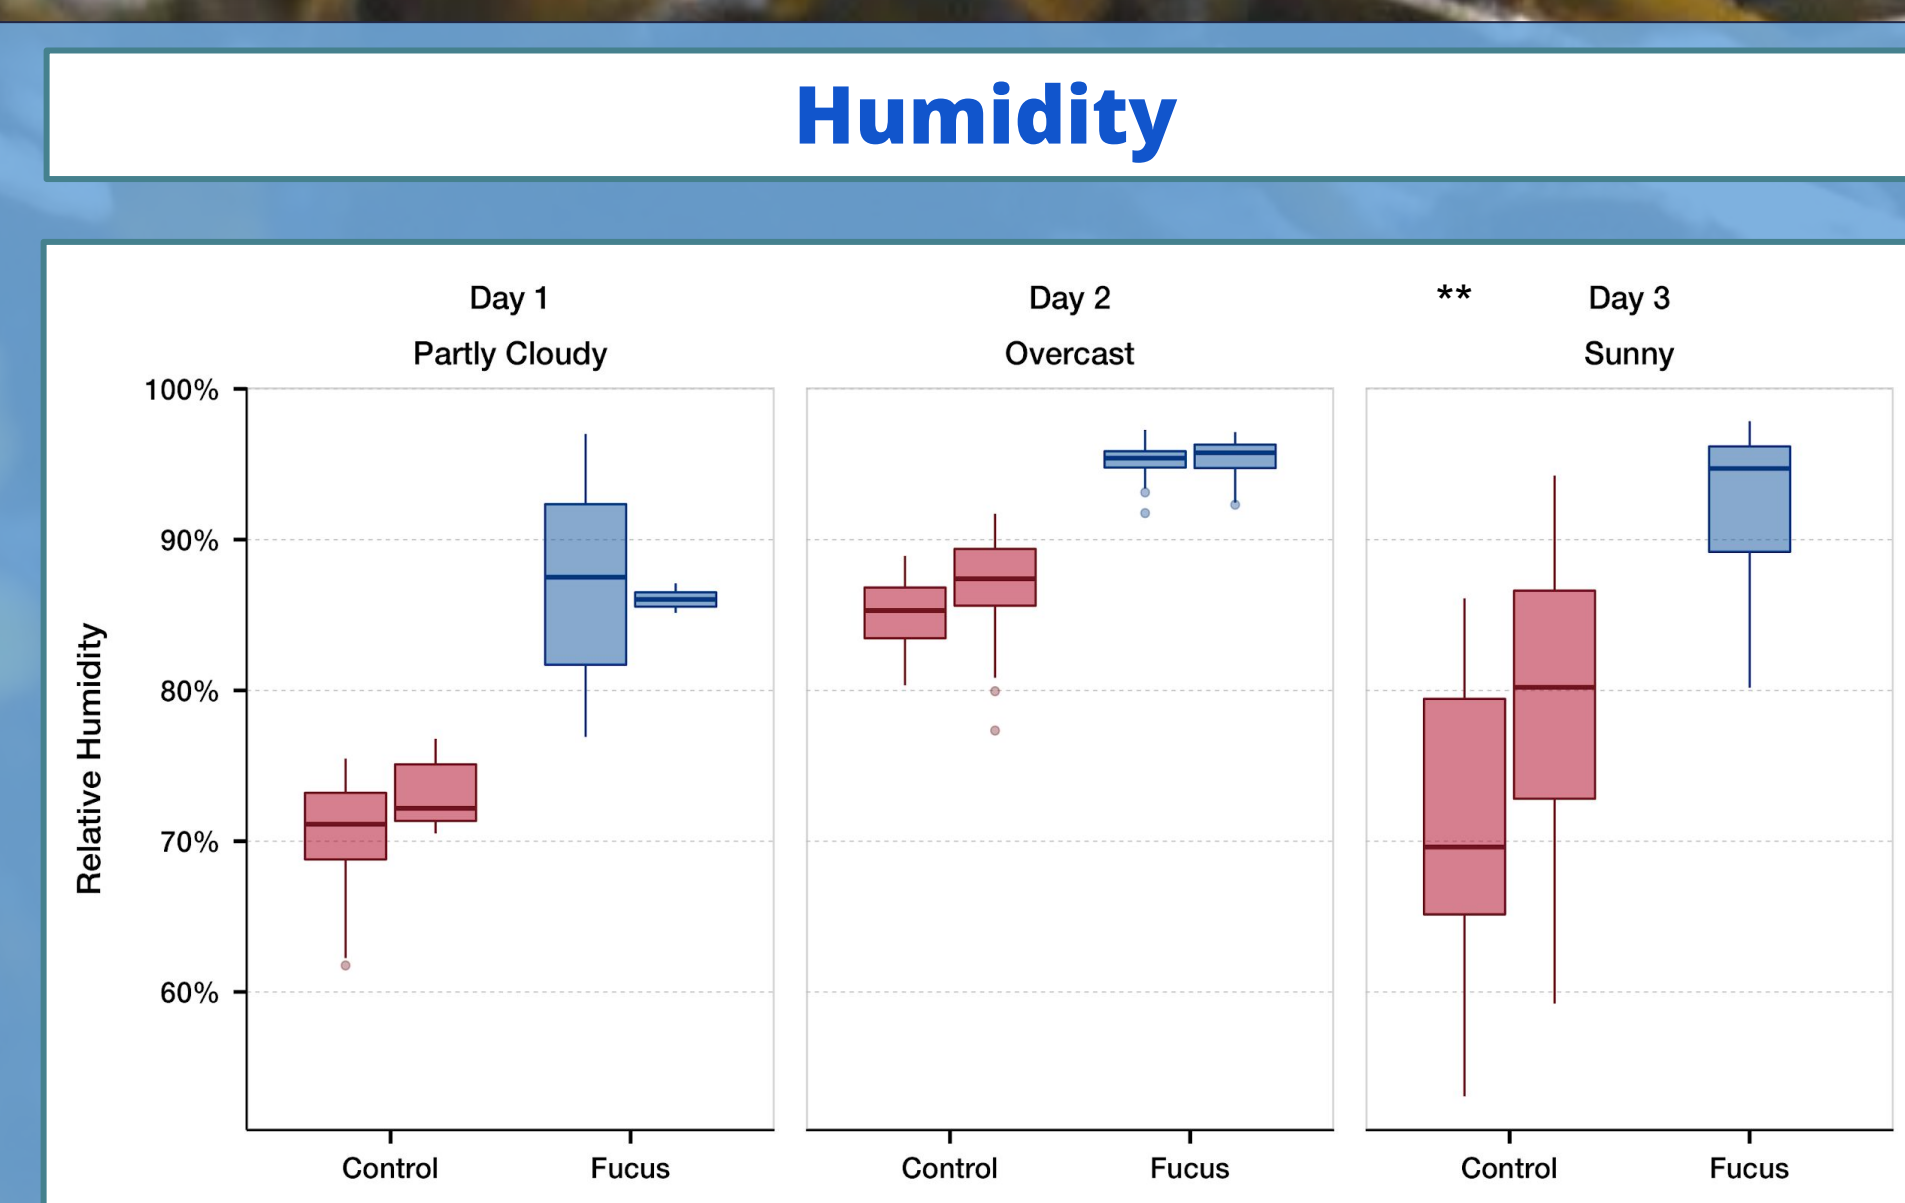 Humidity
Day 1
Partly Cloudy
Day 2
Overcast
** Day 3
Sunny
100%
90%
80%
70%
60%
Relative Humidity
Control Fucus
Control Fucus
Control Fucus